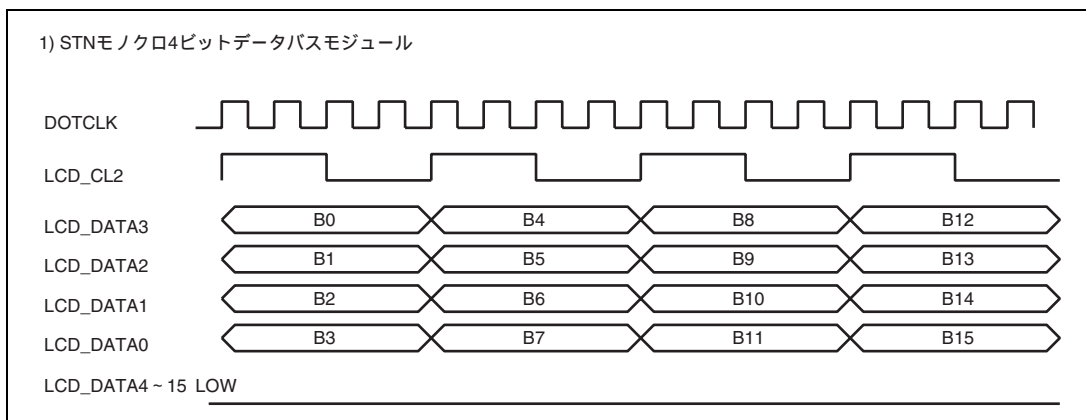 1) STNモノクロ4ビットデータバスモジュール
DOTCLK
LCD_CL2
LCD_DATA3 B0 B4 B8 B12
LCD_DATA2 B1 B5 B9 B13
LCD_DATA1 B2 B6 B10 B14
LCD_DATA0 B3 B7 B11 B15
LCD_DATA4~15 LOW